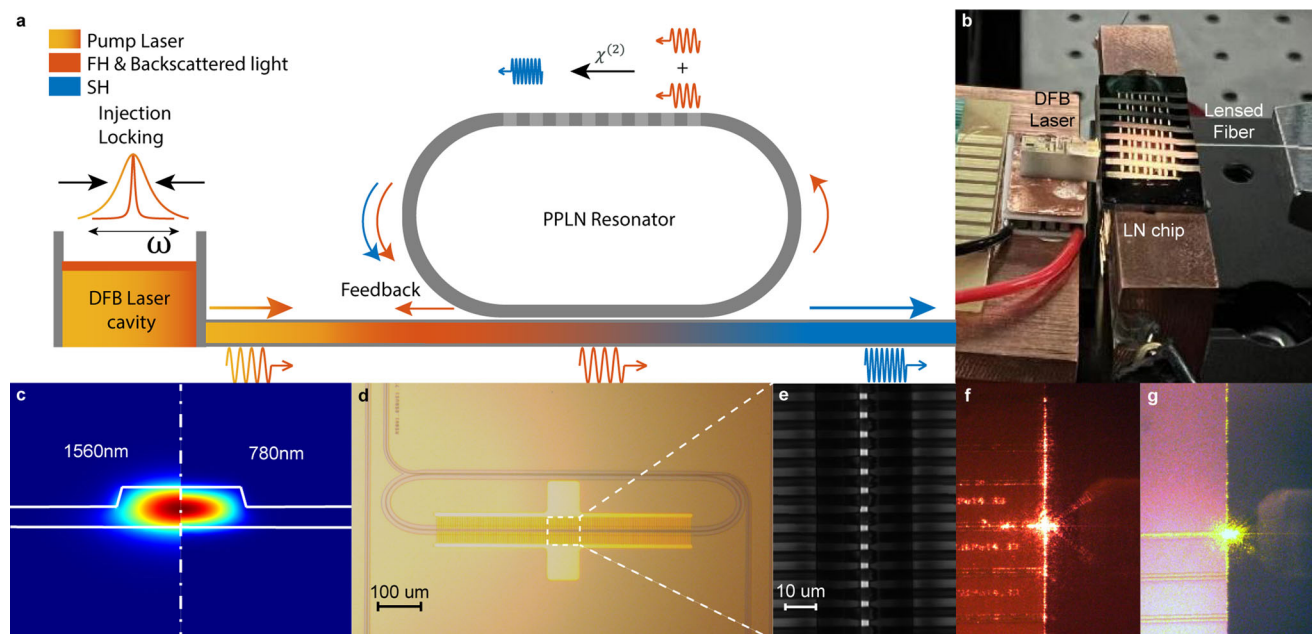 a
Pump Laser
FH & Backscattered light
SH
Injection
Locking
ω
DFB Laser
cavity
χ(2)
+
PPLN Resonator
Feedback
b
DFB
Laser
Lensed
Fiber
LN chip
c
1560nm
780nm
d
100 um
e
10 um
f
g